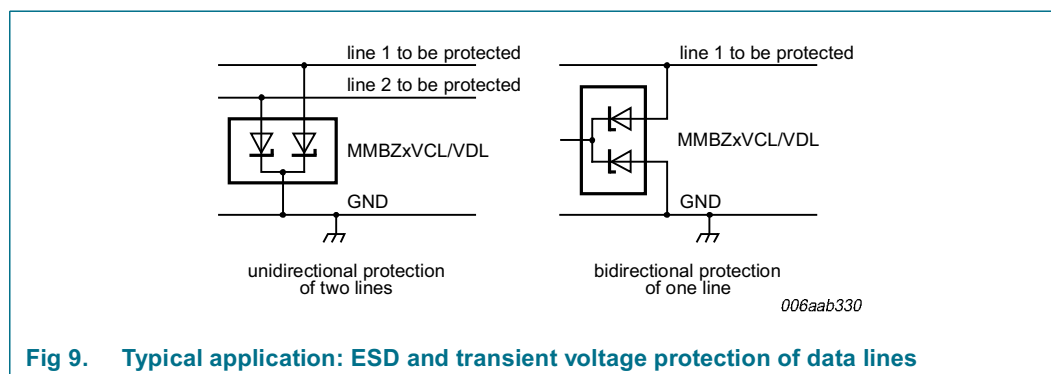 line 1 to be protected
line 2 to be protected
MMBZxVCL/VDL
GND
unidirectional protection
of two lines
line 1 to be protected
MMBZxVCL/VDL
GND
bidirectional protection
of one line
006aab330
Fig 9. Typical application: ESD and transient voltage protection of data lines